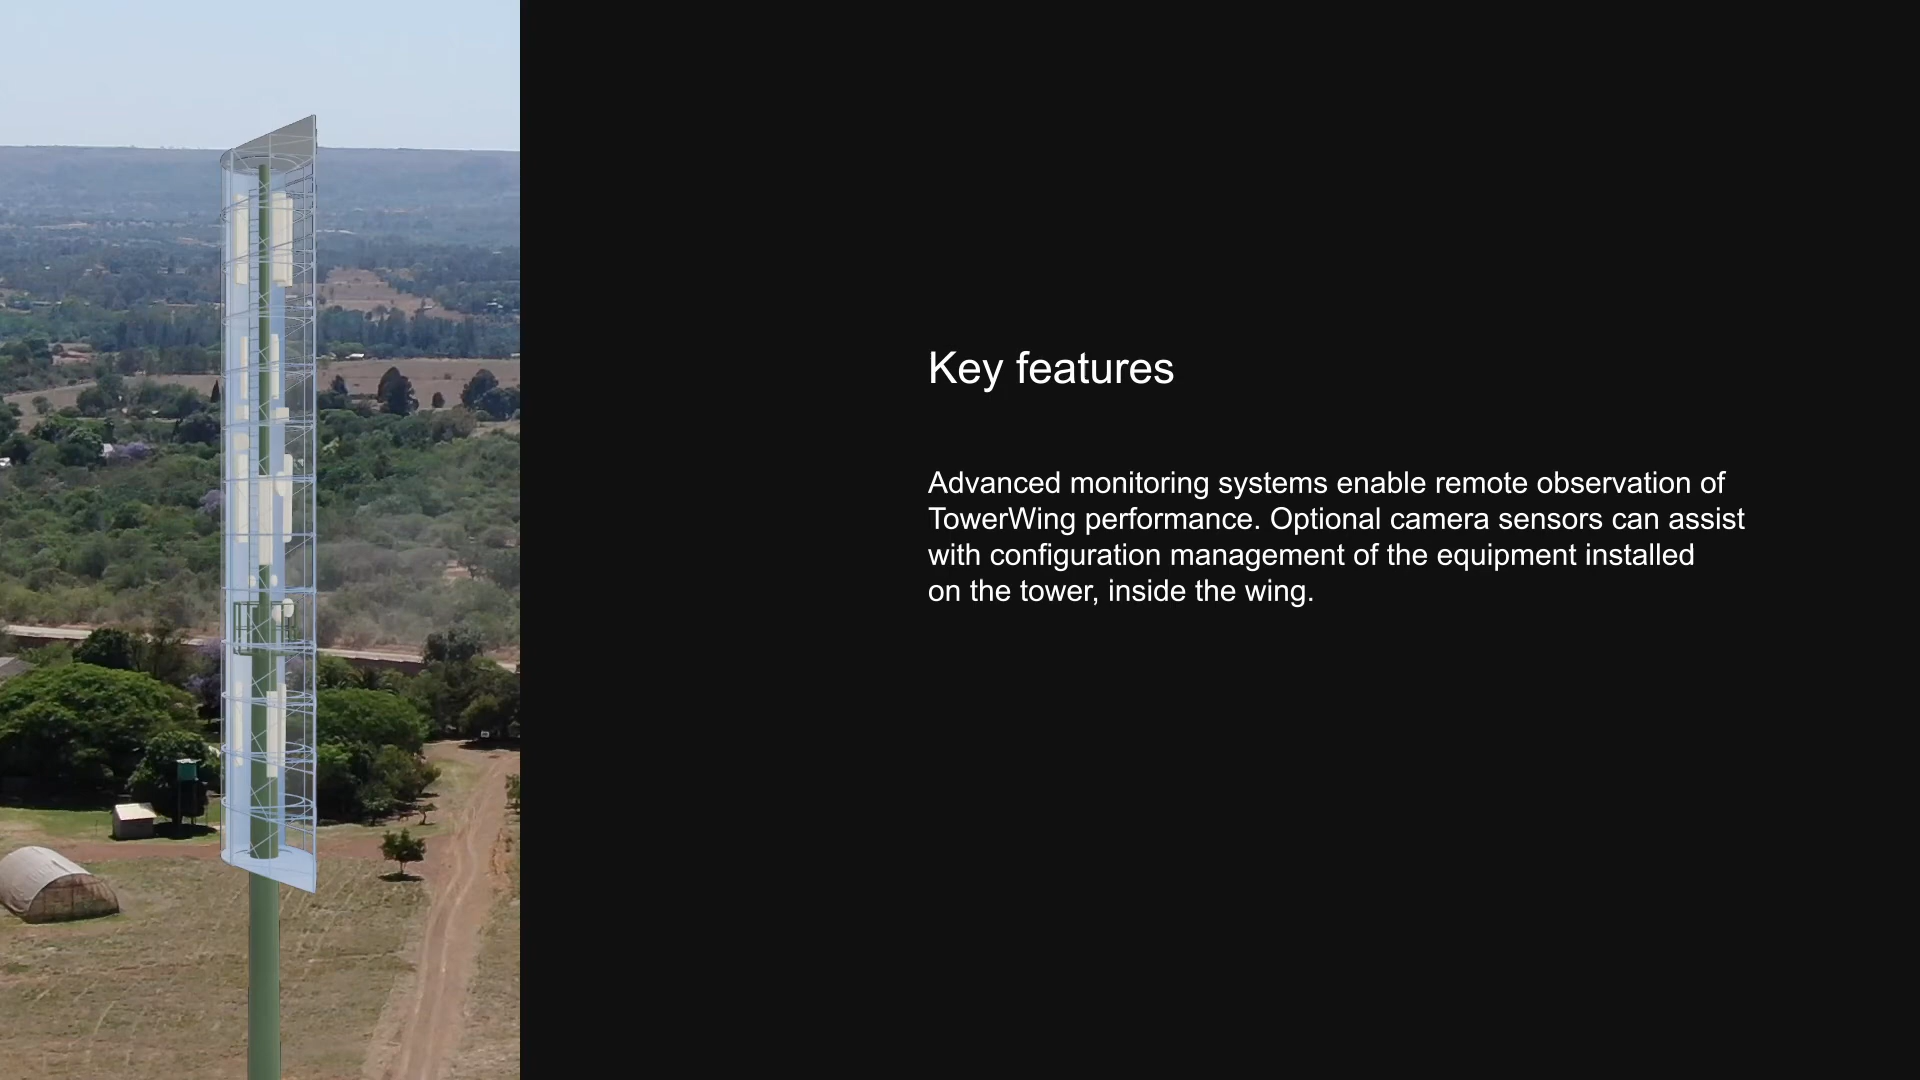 Key features
Advanced monitoring systems enable remote observation of
TowerWing performance. Optional camera sensors can assist
with configuration management of the equipment installed
on the tower, inside the wing.